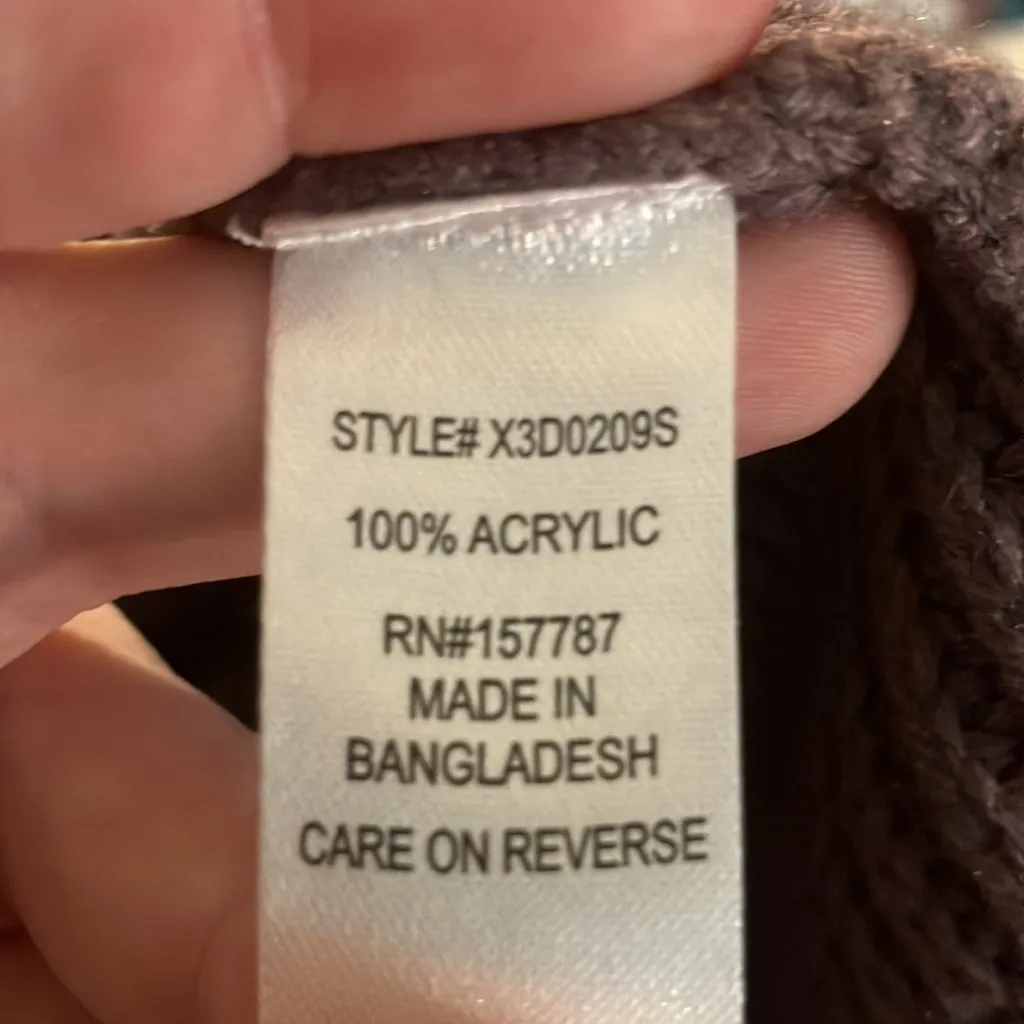 STYLE# X3D0209S
100% ACRYLIC
RN#157787
MADE IN
BANGLADESH
CARE ON REVERSE